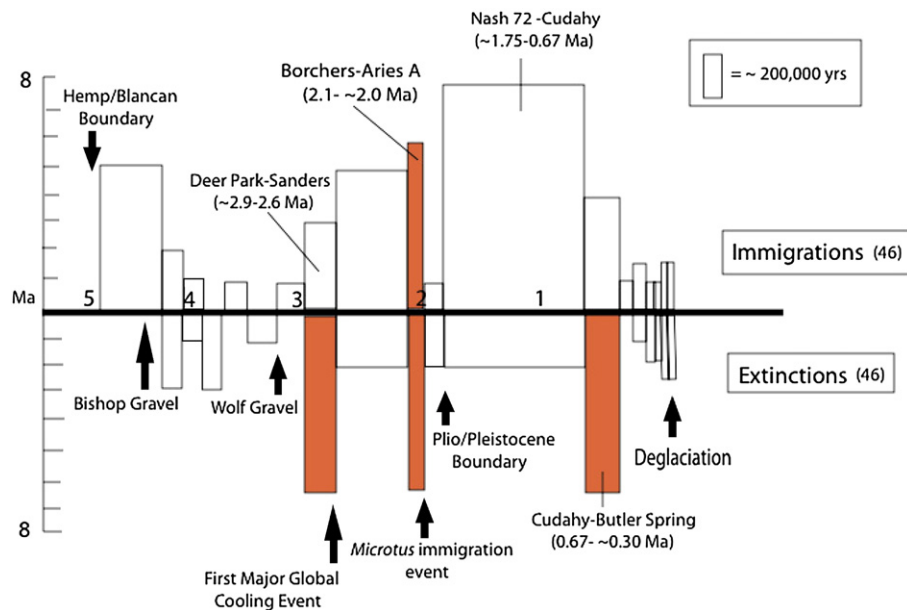 Nash 72 -Cudahy
(~1.75-0.67 Ma)
= ~ 200,000 yrs
8
Borchers-Aries A
(2.1- ~2.0 Ma)
Hemp/Blancan
Boundary
Deer Park-Sanders
(~2.9-2.6 Ma)
Immigrations (46)
Ma
5
4
3
2
1
Extinctions (46)
Bishop Gravel
Wolf Gravel
Plio/Pleistocene
Boundary
Deglaciation
8
Cudahy-Butler Spring
(0.67- ~0.30 Ma)
Microtus immigration
event
First Major Global
Cooling Event